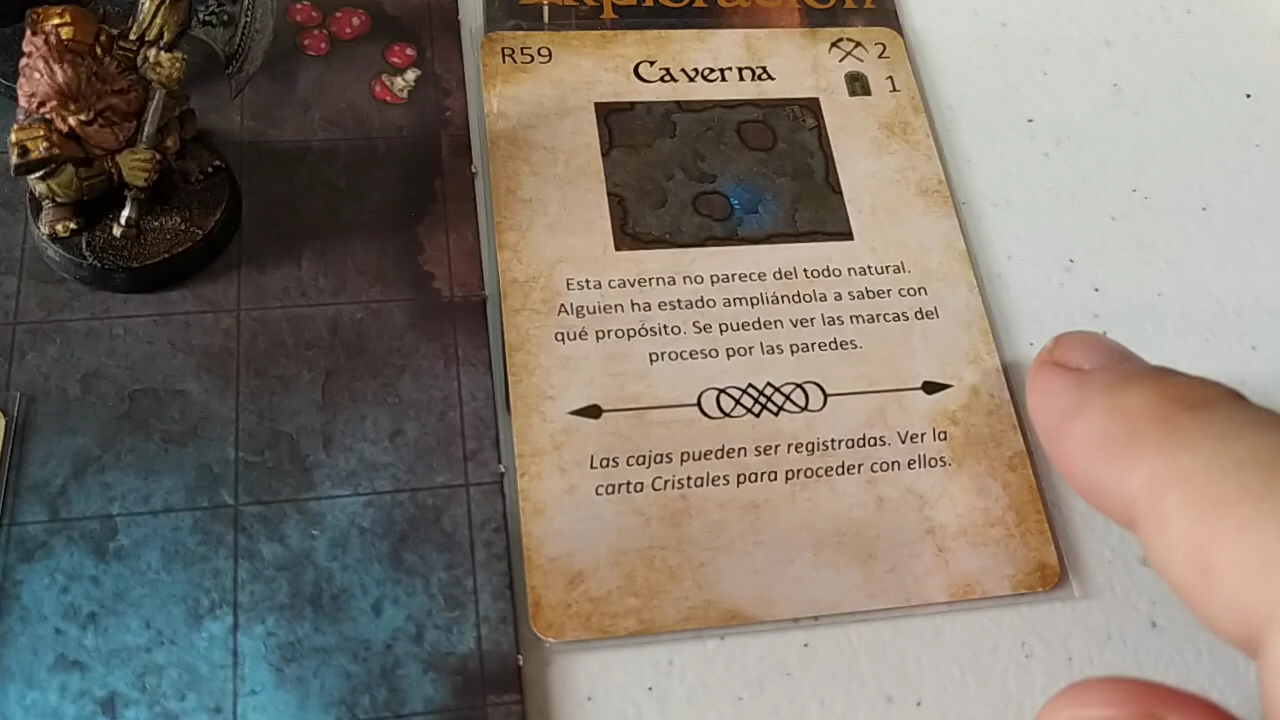 Exploración
R59
Caverna
2
1
Esta caverna no parece del todo natural.
Alguien ha estado ampliándola a saber con
qué propósito. Se pueden ver las marcas del
proceso por las paredes.
Las cajas pueden ser registradas. Ver la
carta Cristales para proceder con ellos.